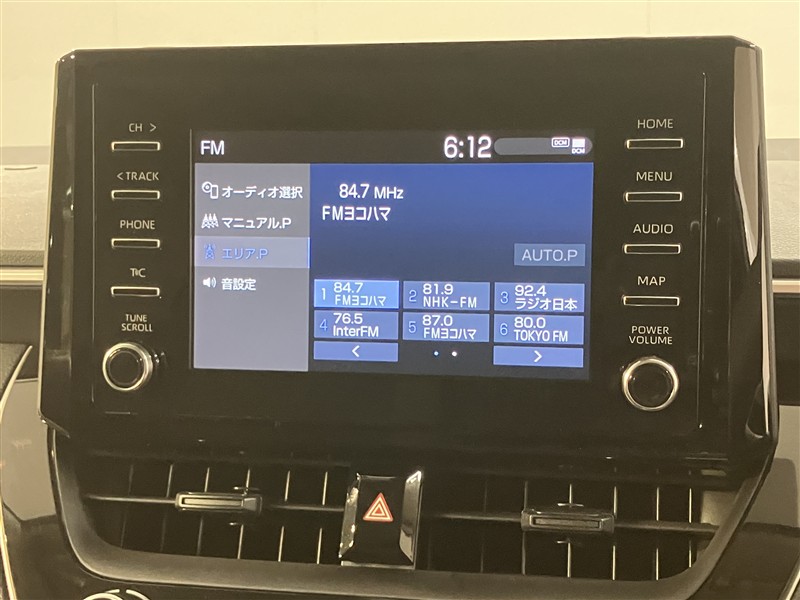 CH >
< TRACK
PHONE
T/C
TUNE
SCROLL
FM
6:12
DCM
DCM
オーディオ選択
マニュアル.P
エリア.P
音設定
84.7 MHz
FMヨコハマ
AUTO.P
1 84.7 FMヨコハマ
2 81.9 NHK-FM
3 92.4 ラジオ日本
4 76.5 InterFM
5 87.0 FMヨコハマ
6 80.0 TOKYO FM
<
>
HOME
MENU
AUDIO
MAP
POWER
VOLUME